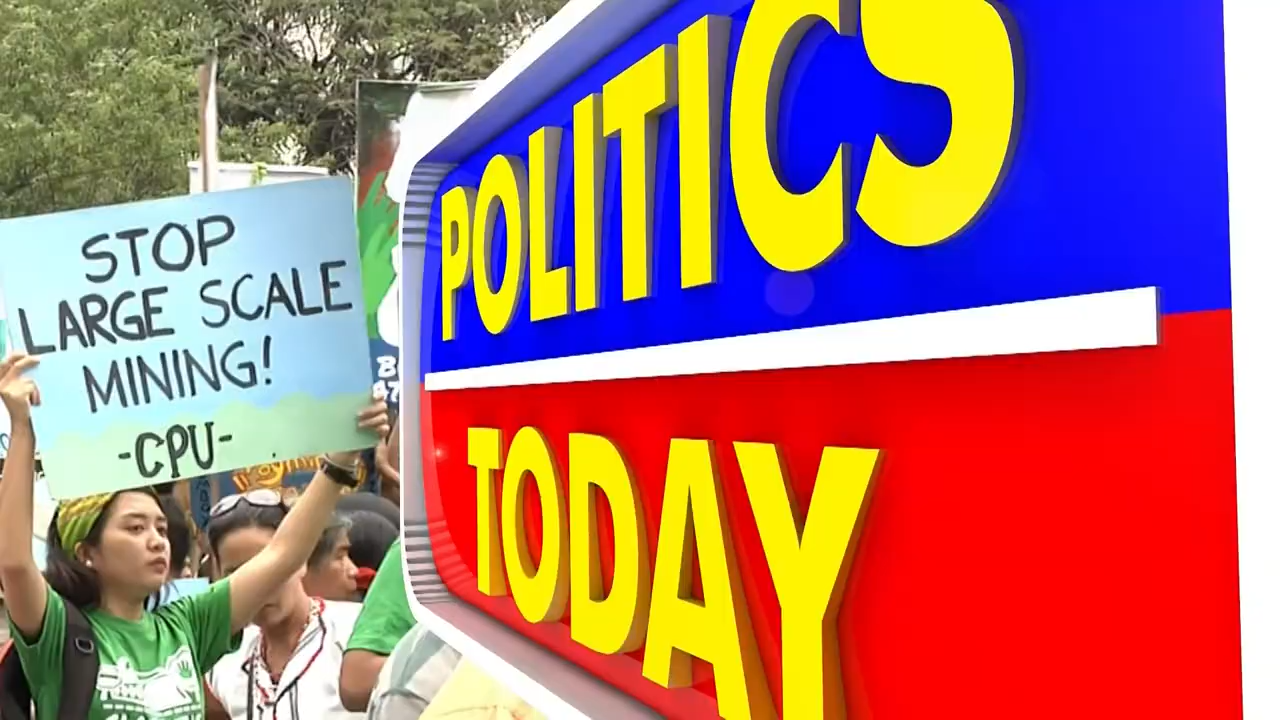 STOP
LARGE SCALE
MINING!
-CPU-
POLITICS
TODAY